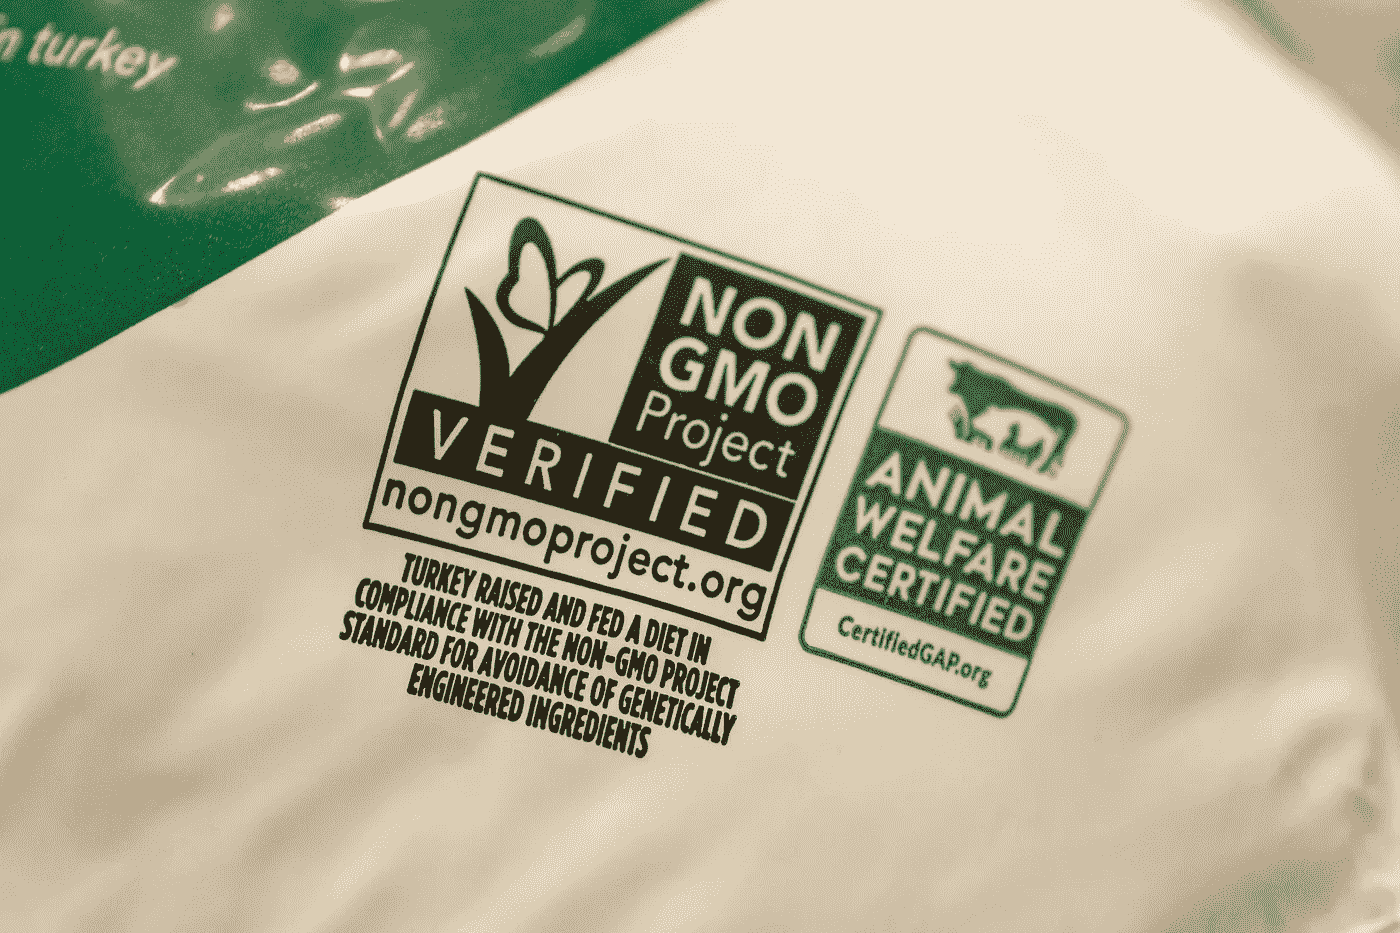 in turkey
NON
GMO
Project
VERIFIED
nongmoproject.org
TURKEY RAISED AND FED A DIET IN
COMPLIANCE WITH THE NON-GMO PROJECT
STANDARD FOR AVOIDANCE OF GENETICALLY
ENGINEERED INGREDIENTS
ANIMAL
WELFARE
CERTIFIED
CertifiedGAP.org